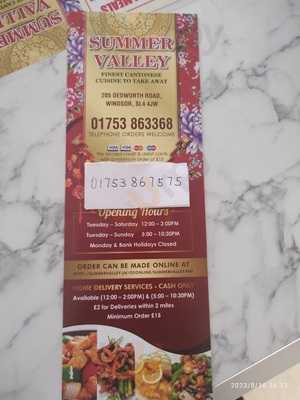 SUMMER
VALLEY
FINEST CANTONESE
CUISINE TO TAKE AWAY
205 DEDWORTH ROAD,
WINDSOR, SL4 4JW
01753 863368
TELEPHONE ORDERS WELCOME
01753 867575
Opening Hours
Tuesday – Saturday 12:00 – 2:00PM
Tuesday – Sunday 5:00 – 10:30PM
Monday & Bank Holidays Closed
ORDER CAN BE MADE ONLINE AT
HOME DELIVERY SERVICES - CASH ONLY
Available (12:00 – 2:00PM) & (5:00 – 10:30PM)
£2 for Deliveries within 2 miles
Minimum Order £15